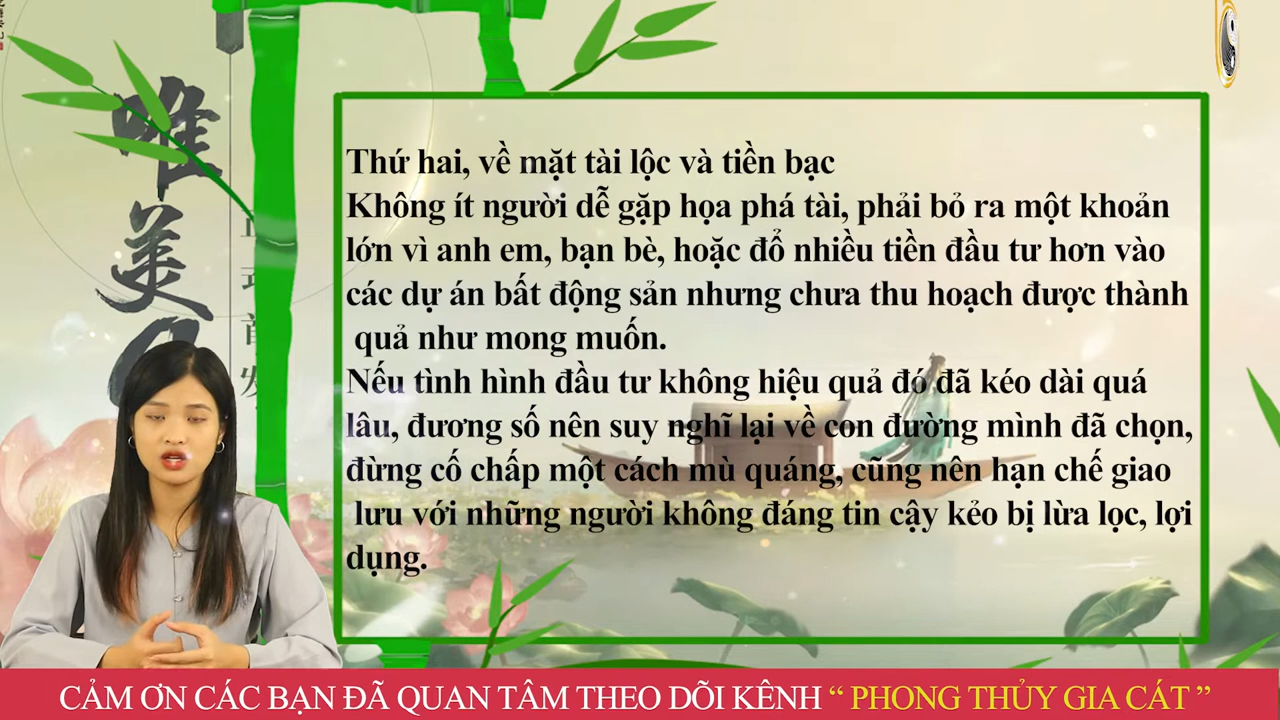 唯
美
Thứ hai, về mặt tài lộc và tiền bạc
Không ít người dễ gặp họa phá tài, phải bỏ ra một khoản
lớn vì anh em, bạn bè, hoặc đổ nhiều tiền đầu tư hơn vào
các dự án bất động sản nhưng chưa thu hoạch được thành
quả như mong muốn.
Nếu tình hình đầu tư không hiệu quả đó đã kéo dài quá
lâu, đương số nên suy nghĩ lại về con đường mình đã chọn,
đừng cố chấp một cách mù quáng, cũng nên hạn chế giao
lưu với những người không đáng tin cậy kẻo bị lừa lọc, lợi
dụng.
CẢM ƠN CÁC BẠN ĐÃ QUAN TÂM THEO DÕI KÊNH “ PHONG THỦY GIA CÁT ”